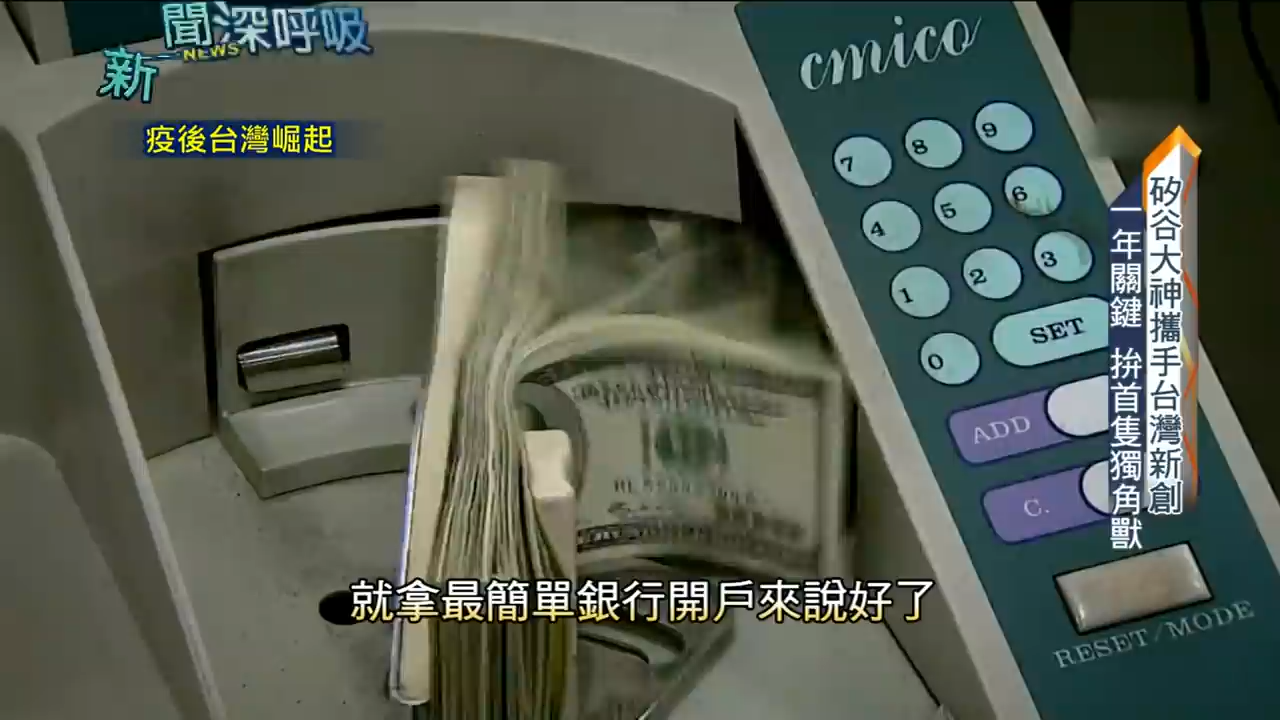 新聞深呼吸
NEWS
疫後台灣崛起
cmico
7 8 9
4 5 6
1 2 3
0 SET
ADD
C.
RESET/MODE
矽谷大神攜手台灣新創
一年關鍵 拚首隻獨角獸
就拿最簡單銀行開戶來說好了